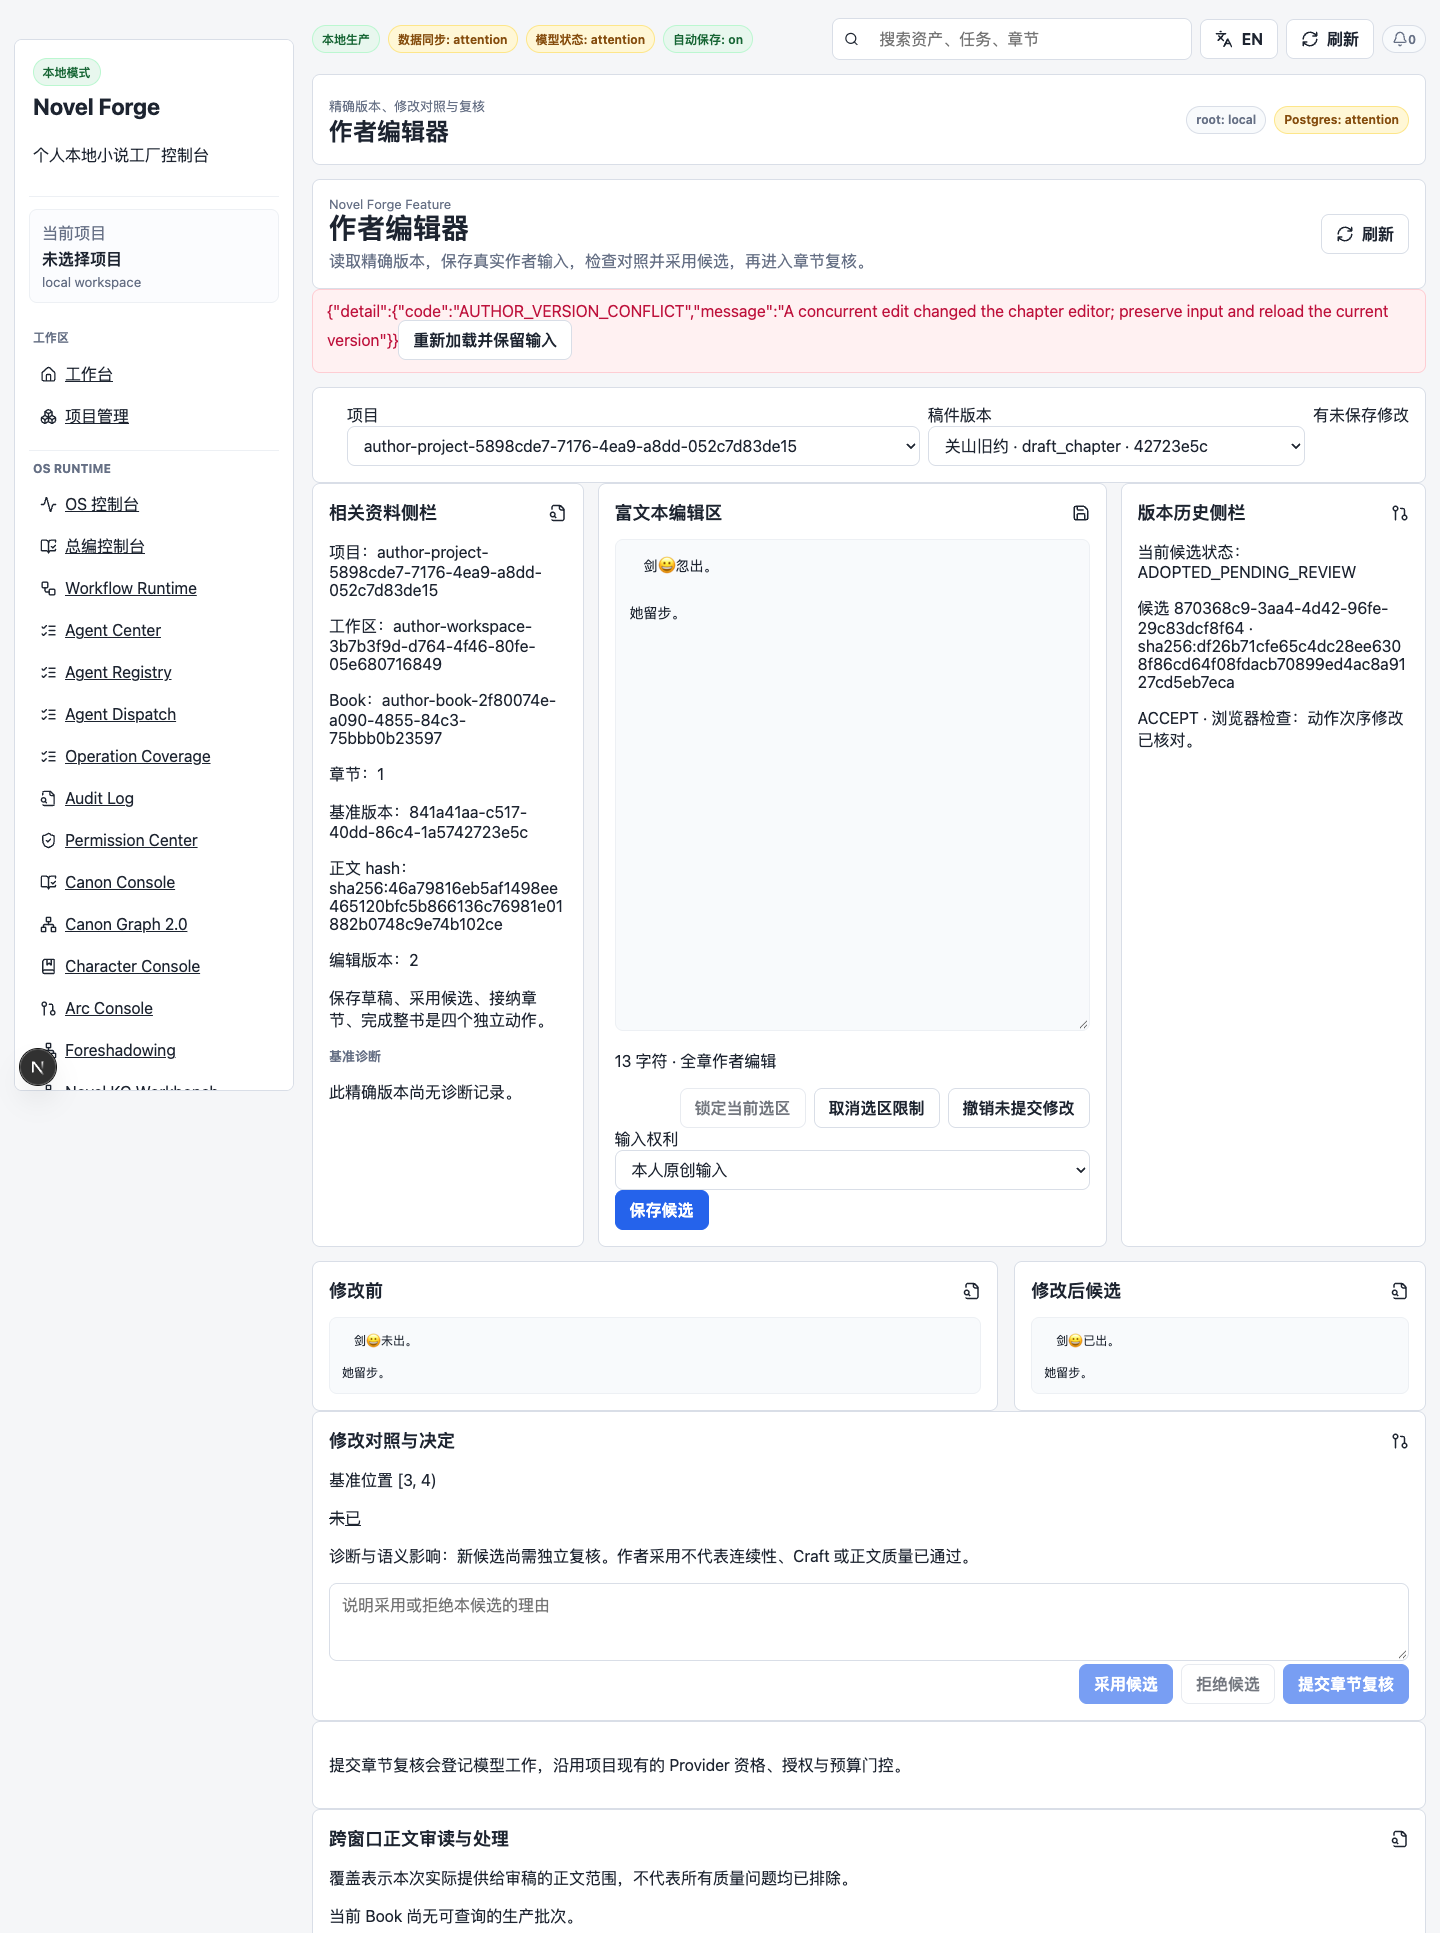 本地模式
Novel Forge
个人本地小说工厂控制台
当前项目
未选择项目
local workspace
工作区
工作台
项目管理
OS RUNTIME
OS 控制台
总编控制台
Workflow Runtime
Agent Center
Agent Registry
Agent Dispatch
Operation Coverage
Audit Log
Permission Center
Canon Console
Canon Graph 2.0
Character Console
Arc Console
Foreshadowing
N
本地生产
数据同步: attention
模型状态: attention
自动保存: on
搜索资产、任务、章节
EN
刷新
0
精确版本、修改对照与复核
作者编辑器
root: local
Postgres: attention
Novel Forge Feature
作者编辑器
读取精确版本，保存真实作者输入，检查对照并采用候选，再进入章节复核。
刷新
{"detail":{"code":"AUTHOR_VERSION_CONFLICT","message":"A concurrent edit changed the chapter editor; preserve input and reload the current
version"}}
重新加载并保留输入
项目
author-project-5898cde7-7176-4ea9-a8dd-052c7d83de15
稿件版本
关山旧约 · draft_chapter · 42723e5c
有未保存修改
相关资料侧栏
项目：author-project-
5898cde7-7176-4ea9-a8dd-
052c7d83de15
工作区：author-workspace-
3b7b3f9d-d764-4f46-80fe-
05e680716849
Book：author-book-2f80074e-
a090-4855-84c3-
75bbb0b23597
章节：1
基准版本：841a41aa-c517-
40dd-86c4-1a5742723e5c
正文 hash：
sha256:46a79816eb5af1498ee
465120bfc5b866136c76981e01
882b0748c9e74b102ce
编辑版本：2
保存草稿、采用候选、接纳章
节、完成整书是四个独立动作。
基准诊断
此精确版本尚无诊断记录。
富文本编辑区
剑😀忽出。
她留步。
13 字符 · 全章作者编辑
锁定当前选区
取消选区限制
撤销未提交修改
输入权利
本人原创输入
保存候选
版本历史侧栏
当前候选状态：
ADOPTED_PENDING_REVIEW
候选 870368c9-3aa4-4d42-96fe-
29c83dcf8f64 ·
sha256:df26b71cfe65c4dc28ee630
8f86cd64f08fdacb70899ed4ac8a91
27cd5eb7eca
ACCEPT · 浏览器检查：动作次序修改
已核对。
修改前
剑😀未出。
她留步。
修改后候选
剑😀已出。
她留步。
修改对照与决定
基准位置 [3, 4)
未已
诊断与语义影响：新候选尚需独立复核。作者采用不代表连续性、Craft 或正文质量已通过。
说明采用或拒绝本候选的理由
采用候选
拒绝候选
提交章节复核
提交章节复核会登记模型工作，沿用项目现有的 Provider 资格、授权与预算门控。
跨窗口正文审读与处理
覆盖表示本次实际提供给审稿的正文范围，不代表所有质量问题均已排除。
当前 Book 尚无可查询的生产批次。